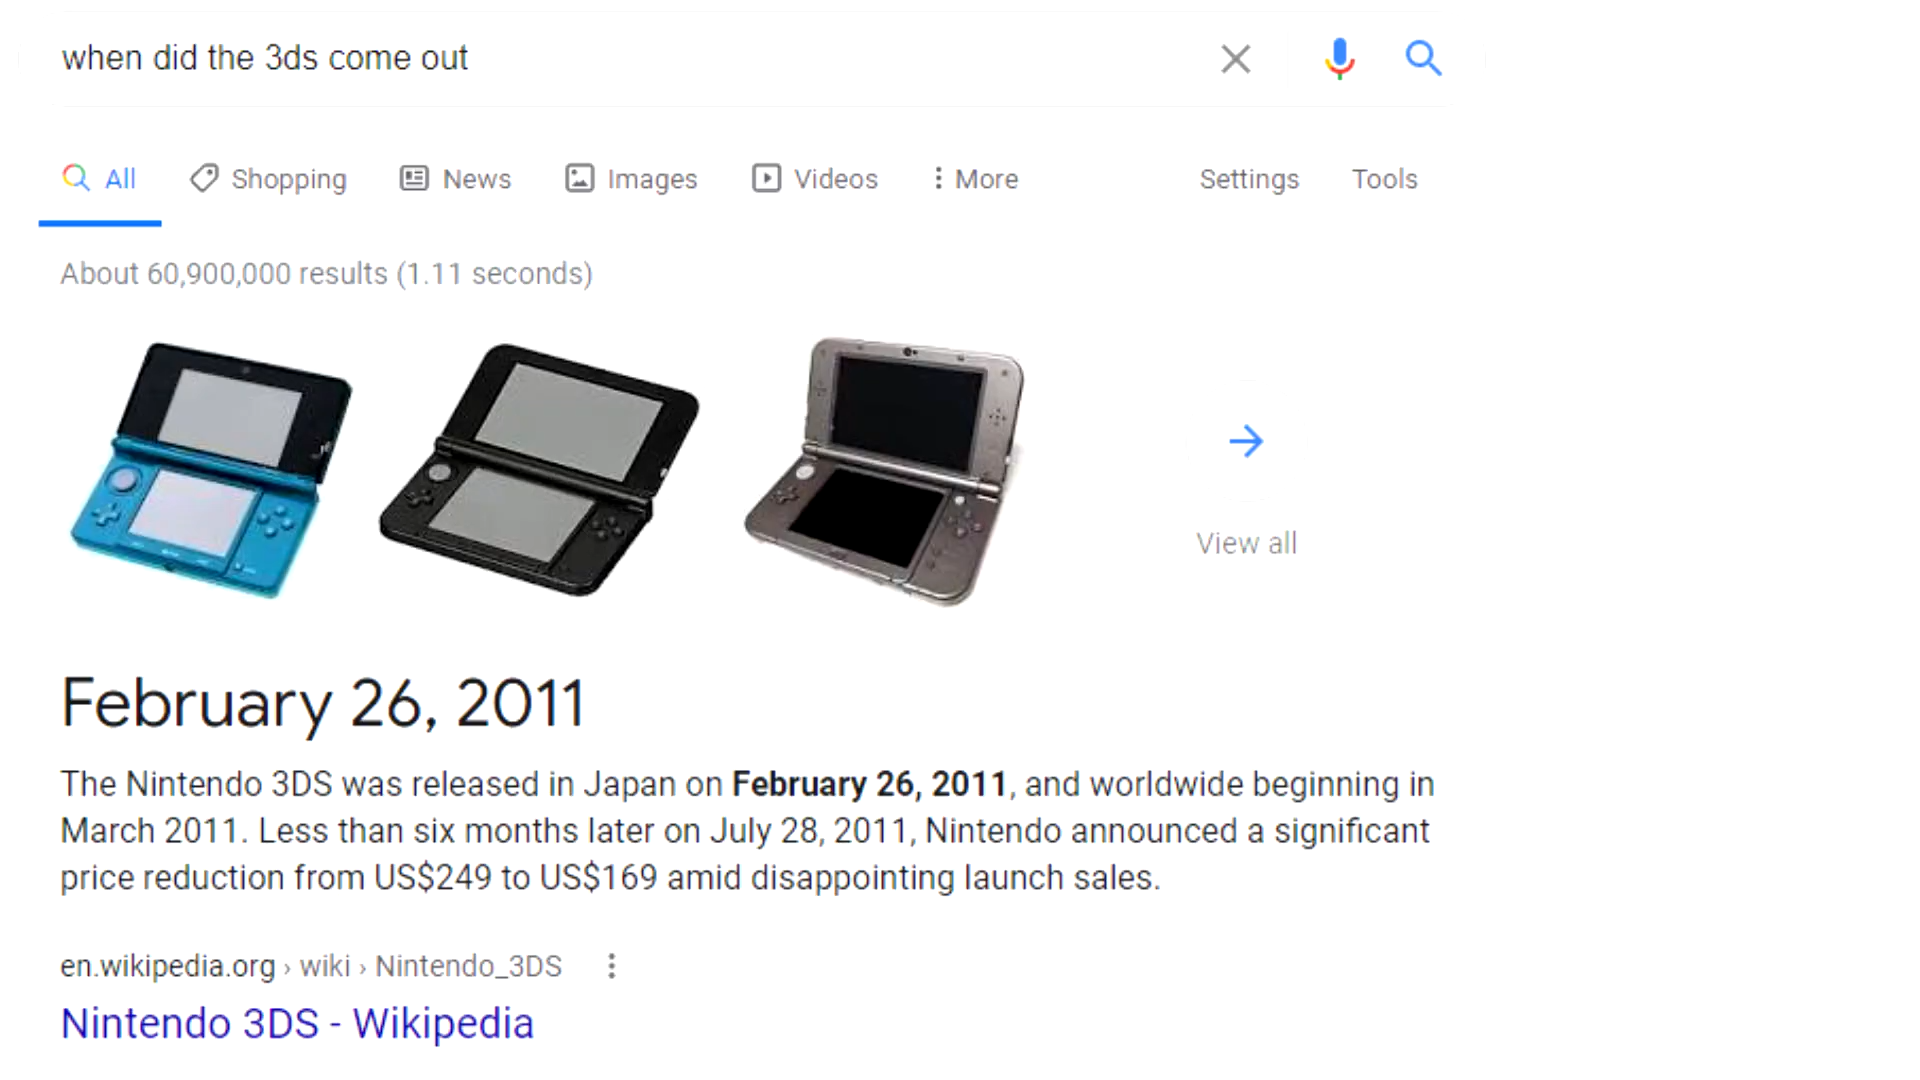 when did the 3ds come out
All Shopping News Images Videos More Settings Tools
About 60,900,000 results (1.11 seconds)
View all
February 26, 2011
The Nintendo 3DS was released in Japan on February 26, 2011, and worldwide beginning in
March 2011. Less than six months later on July 28, 2011, Nintendo announced a significant
price reduction from US$249 to US$169 amid disappointing launch sales.
en.wikipedia.org › wiki › Nintendo_3DS
Nintendo 3DS - Wikipedia